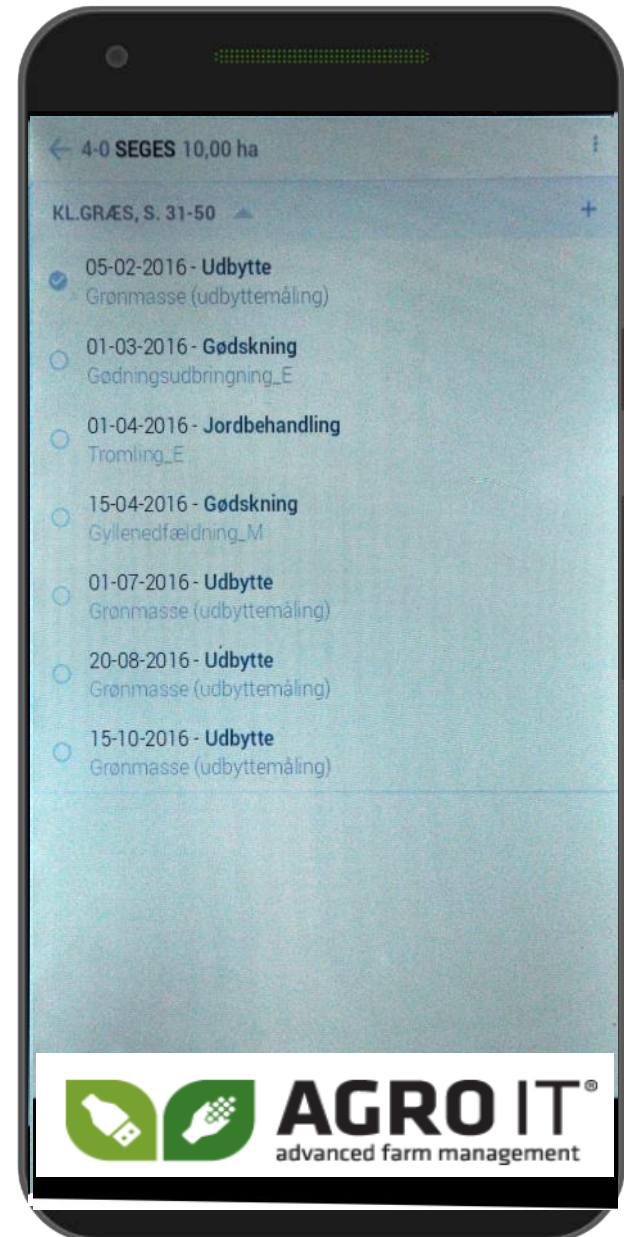 4-0 SEGES 10,00 ha
KL.GRÆS, S. 31-50
05-02-2016 - Udbytte
Grønmasse (udbyttemåling)
01-03-2016 - Gødskning
Gødningsudbringning_E
01-04-2016 - Jordbehandling
Tromling_E
15-04-2016 - Gødskning
Gyllenedfældning_M
01-07-2016 - Udbytte
Grønmasse (udbyttemåling)
20-08-2016 - Udbytte
Grønmasse (udbyttemåling)
15-10-2016 - Udbytte
Grønmasse (udbyttemåling)
AGRO IT®
advanced farm management